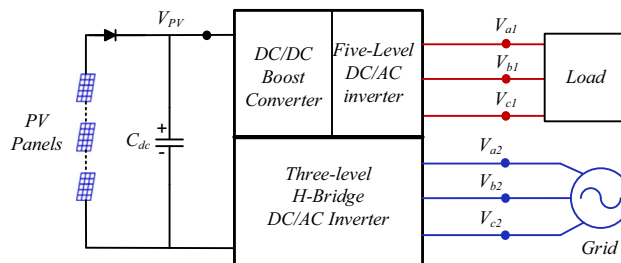 V_PV
DC/DC
Boost
Converter
Five-Level
DC/AC
inverter
V_a1
V_b1
V_c1
Load
PV
Panels
+
C_dc
-
Three-level
H-Bridge
DC/AC Inverter
V_a2
V_b2
V_c2
Grid